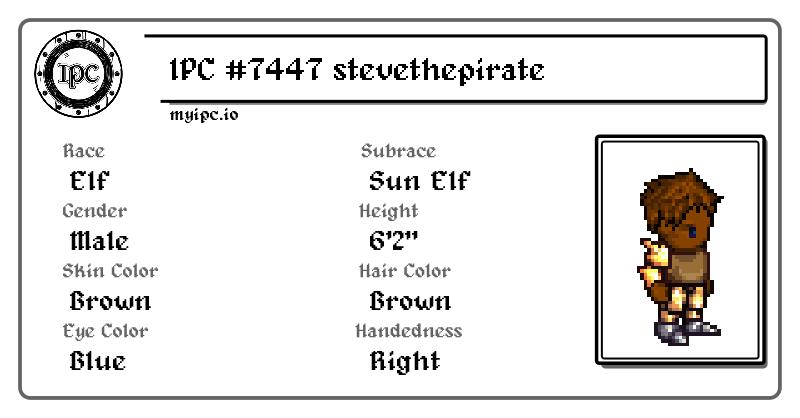 IPC
IPC #7447 stevethepirate
myipc.io
Race
Elf
Subrace
Sun Elf
Gender
Male
Height
6'2"
Skin Color
Brown
Hair Color
Brown
Eye Color
Blue
Handedness
Right